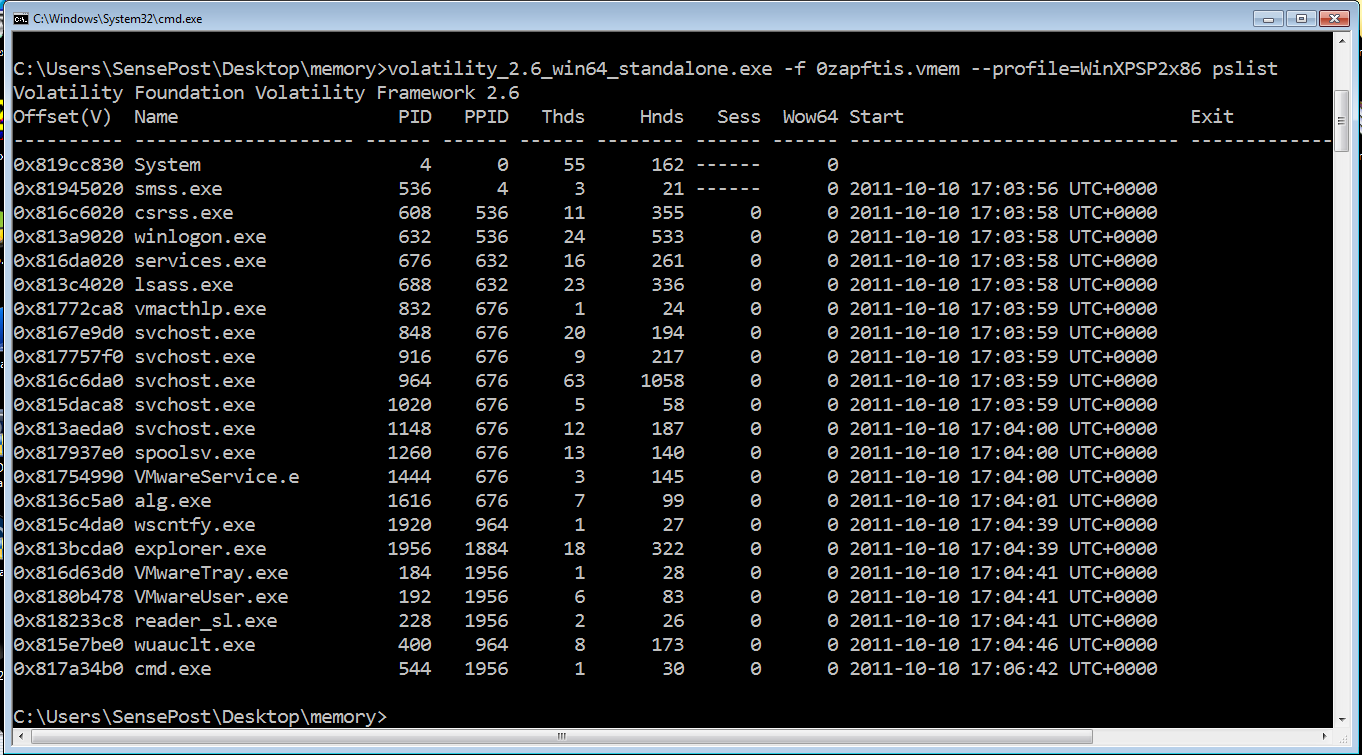 C:\Windows\System32\cmd.exe
C:\Users\SensePost\Desktop\memory>volatility_2.6_win64_standalone.exe -f 0zapftis.vmem --profile=WinXPSP2x86 pslist
Volatility Foundation Volatility Framework 2.6
Offset(V)  Name                    PID   PPID   Thds     Hnds   Sess  Wow64 Start                          Exit
---------- -------------------- ------ ------ ------ -------- ------ ------ ------------------------------ -------------
0x819cc830 System                    4      0     55      162 ------      0
0x81945020 smss.exe                536      4      3       21 ------      0 2011-10-10 17:03:56 UTC+0000
0x816c6020 csrss.exe               608    536     11      355      0      0 2011-10-10 17:03:58 UTC+0000
0x813a9020 winlogon.exe            632    536     24      533      0      0 2011-10-10 17:03:58 UTC+0000
0x816da020 services.exe            676    632     16      261      0      0 2011-10-10 17:03:58 UTC+0000
0x813c4020 lsass.exe               688    632     23      336      0      0 2011-10-10 17:03:58 UTC+0000
0x81772ca8 vmacthlp.exe            832    676      1       24      0      0 2011-10-10 17:03:59 UTC+0000
0x8167e9d0 svchost.exe             848    676     20      194      0      0 2011-10-10 17:03:59 UTC+0000
0x817757f0 svchost.exe             916    676      9      217      0      0 2011-10-10 17:03:59 UTC+0000
0x816c6da0 svchost.exe             964    676     63     1058      0      0 2011-10-10 17:03:59 UTC+0000
0x815daca8 svchost.exe            1020    676      5       58      0      0 2011-10-10 17:03:59 UTC+0000
0x813aeda0 svchost.exe            1148    676     12      187      0      0 2011-10-10 17:04:00 UTC+0000
0x817937e0 spoolsv.exe            1260    676     13      140      0      0 2011-10-10 17:04:00 UTC+0000
0x81754990 VMwareService.e        1444    676      3      145      0      0 2011-10-10 17:04:00 UTC+0000
0x8136c5a0 alg.exe                1616    676      7       99      0      0 2011-10-10 17:04:01 UTC+0000
0x815c4da0 wscntfy.exe            1920    964      1       27      0      0 2011-10-10 17:04:39 UTC+0000
0x813bcda0 explorer.exe           1956   1884     18      322      0      0 2011-10-10 17:04:39 UTC+0000
0x816d63d0 VMwareTray.exe          184   1956      1       28      0      0 2011-10-10 17:04:41 UTC+0000
0x8180b478 VMwareUser.exe          192   1956      6       83      0      0 2011-10-10 17:04:41 UTC+0000
0x818233c8 reader_sl.exe           228   1956      2       26      0      0 2011-10-10 17:04:41 UTC+0000
0x815e7be0 wuauclt.exe             400    964      8      173      0      0 2011-10-10 17:04:46 UTC+0000
0x817a34b0 cmd.exe                 544   1956      1       30      0      0 2011-10-10 17:06:42 UTC+0000
C:\Users\SensePost\Desktop\memory>